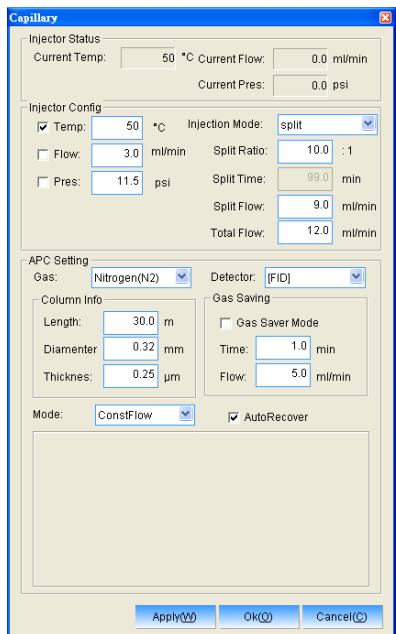 Capillary
Injector Status
Current Temp: 50 °C Current Flow: 0.0 ml/min
Current Pres: 0.0 psi
Injector Config
Temp: 50 °C Injection Mode: split
Flow: 3.0 ml/min Split Ratio: 10.0 :1
Pres: 11.5 psi Split Time: 99.0 min
Split Flow: 9.0 ml/min
Total Flow: 12.0 ml/min
APC Setting
Gas: Nitrogen(N2) Detector: [FID]
Column Info Gas Saving
Length: 30.0 m Gas Saver Mode
Diamenter 0.32 mm Time: 1.0 min
Thicknes: 0.25 μm Flow: 5.0 ml/min
Mode: ConstFlow AutoRecover
Apply(W) Ok(O) Cancel(C)